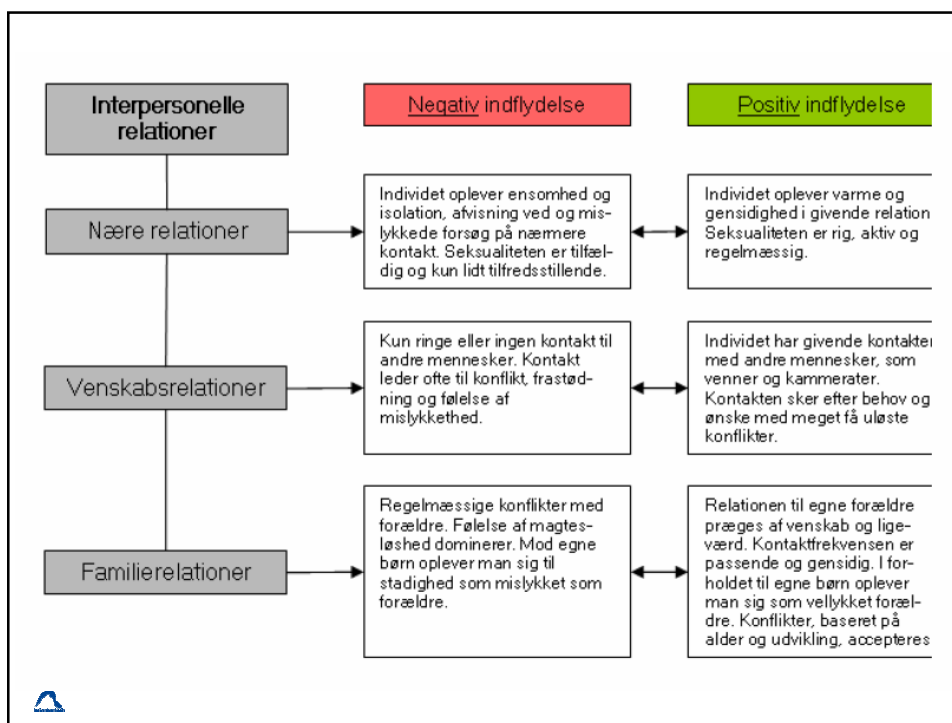 Interpersonelle
relationer
Negativ indflydelse
Positiv indflydelse
Nære relationer
Individet oplever ensomhed og
isolation, afvisning ved og mis-
lykkede forsøg på nærmere
kontakt. Seksualiteten er tilfæl-
dig og kun lidt tilfredsstillende.
Individet oplever varme og
gensidighed i givende relation
Seksualiteten er rig, aktiv og
regelmæssig.
Venskabsrelationer
Kun ringe eller ingen kontakt til
andre mennesker. Kontakt
leder ofte til konflikt, frastød-
ning og følelse af
mislykkethed.
Individet har givende kontakter
med andre mennesker, som
venner og kammerater.
Kontakten sker efter behov og
ønske med meget få uløste
konflikter.
Familierelationer
Regelmæssige konflikter med
forældre. Følelse af magtes-
løshed dominerer. Mod egne
børn oplever man sig til
stadighed som mislykket som
forældre.
Relationen til egne forældre
præges af venskab og lige-
værd. Kontaktfrekvensen er
passende og gensidig. I for-
holdet til egne børn oplever
man sig som vellykket foræl-
dre. Konflikter, baseret på
alder og udvikling, accepteres